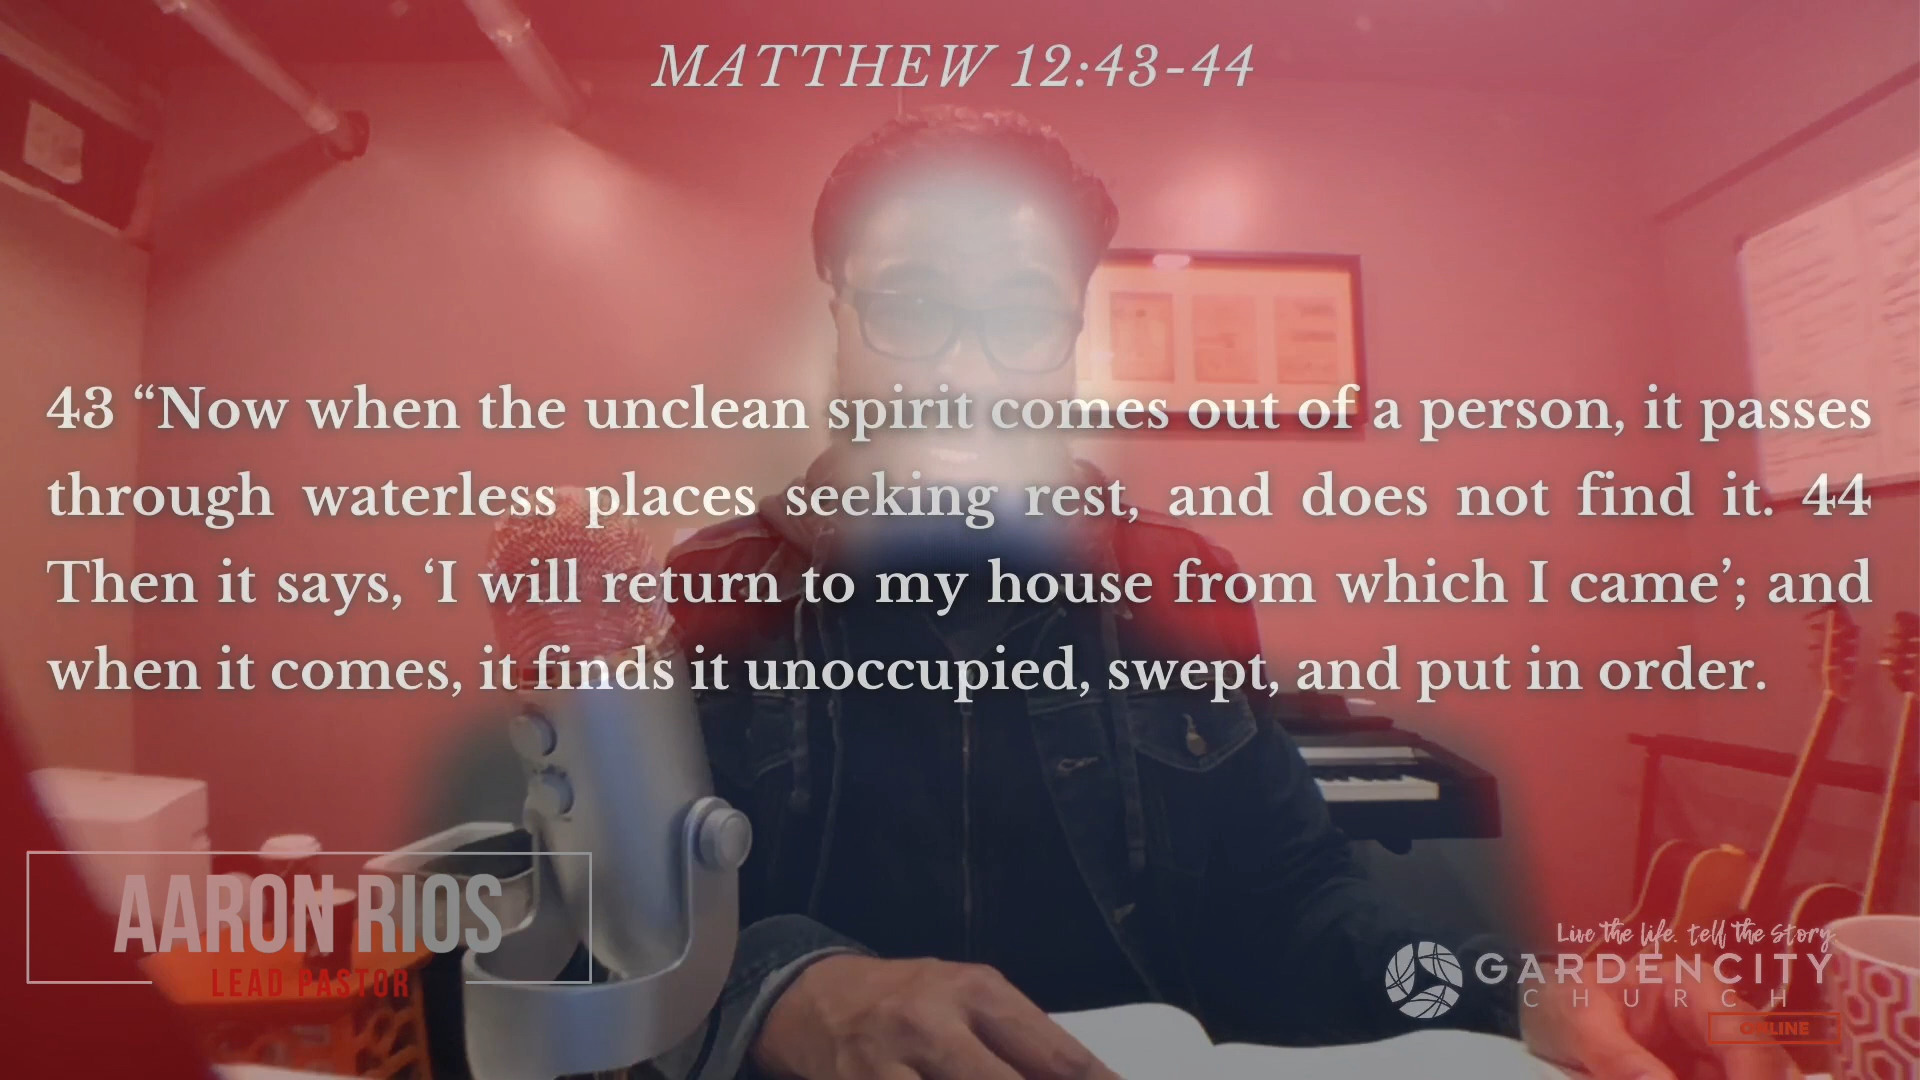 MATTHEW 12:43-44
43 “Now when the unclean spirit comes out of a person, it passes
through waterless places seeking rest, and does not find it. 44
Then it says, ‘I will return to my house from which I came’; and
when it comes, it finds it unoccupied, swept, and put in order.
AARON RIOS
LEAD PASTOR
Live the life. tell the story
GARDENCITY
CHURCH
ONLINE